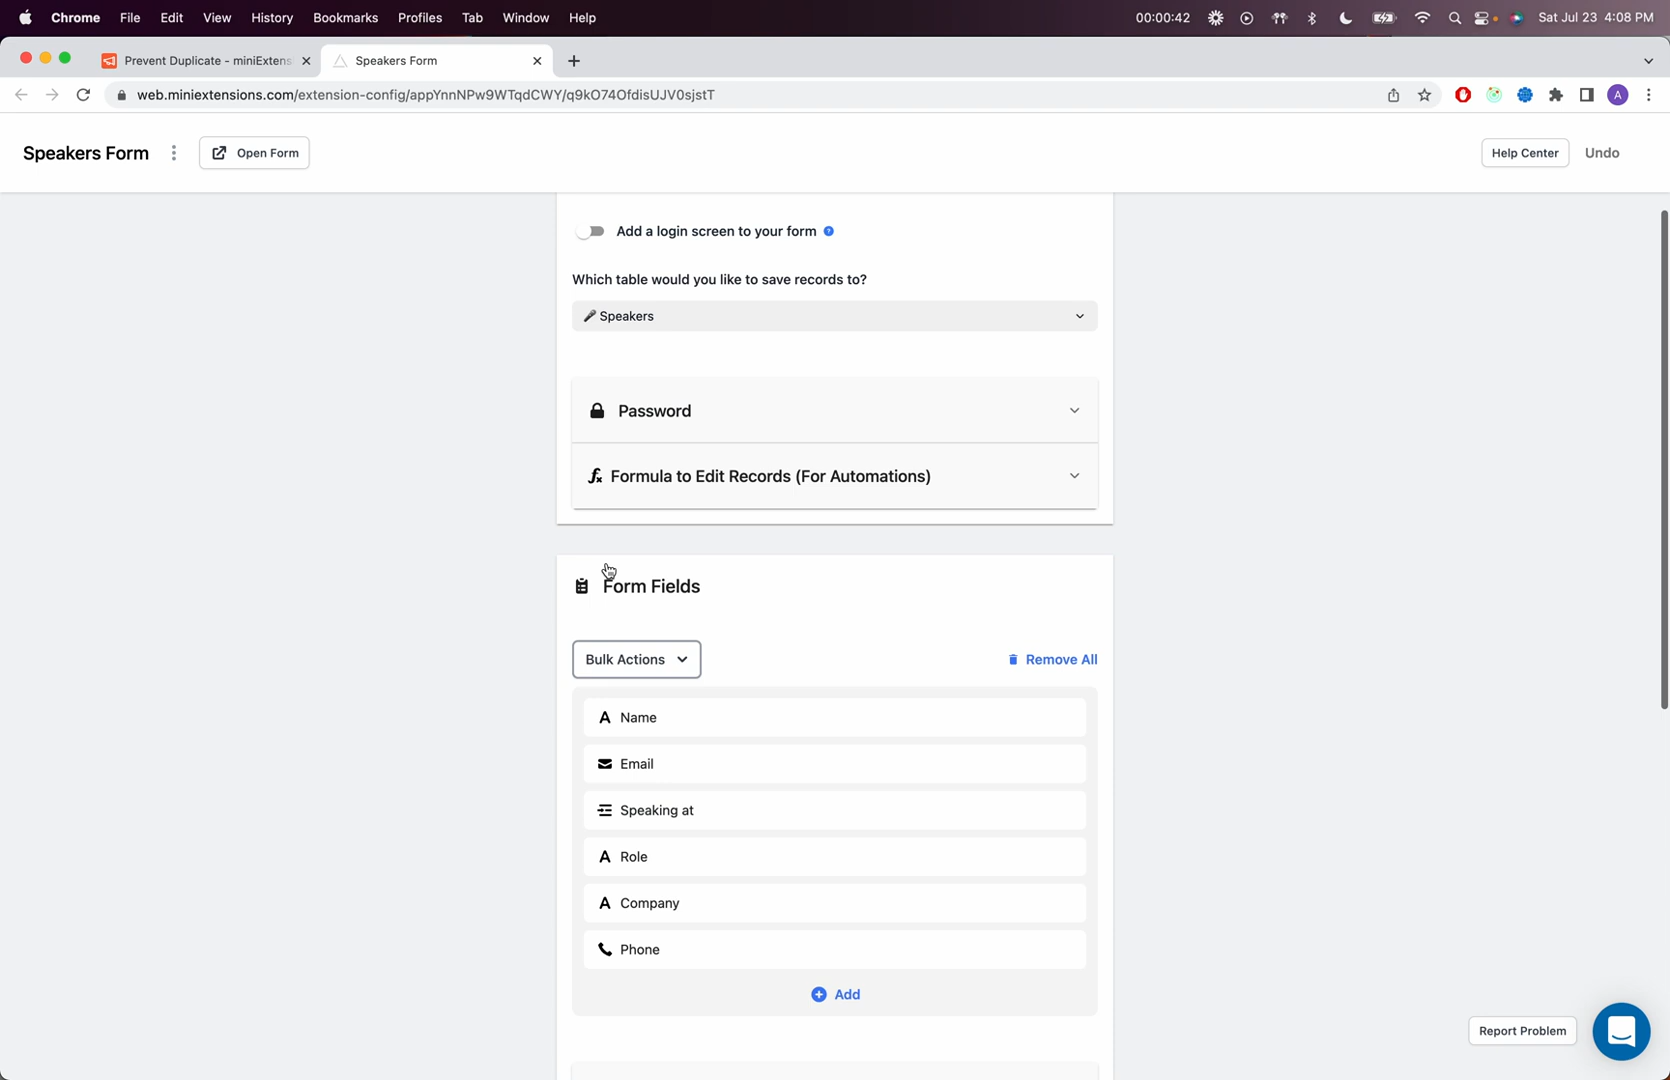 Chrome File Edit View History Bookmarks Profiles Tab Window Help 00:00:42 Sat Jul 23 4:08 PM
Prevent Duplicate - miniExtens Speakers Form
web.miniextensions.com/extension-config/appYnnNPw9WTqdCWY/q9kO74OfdisUJV0sjstT A
Speakers Form Open Form Help Center Undo
Add a login screen to your form ?
Which table would you like to save records to?
🎤 Speakers
Password
fx Formula to Edit Records (For Automations)
Form Fields
Bulk Actions Remove All
A Name
Email
Speaking at
A Role
A Company
Phone
Add
Report Problem